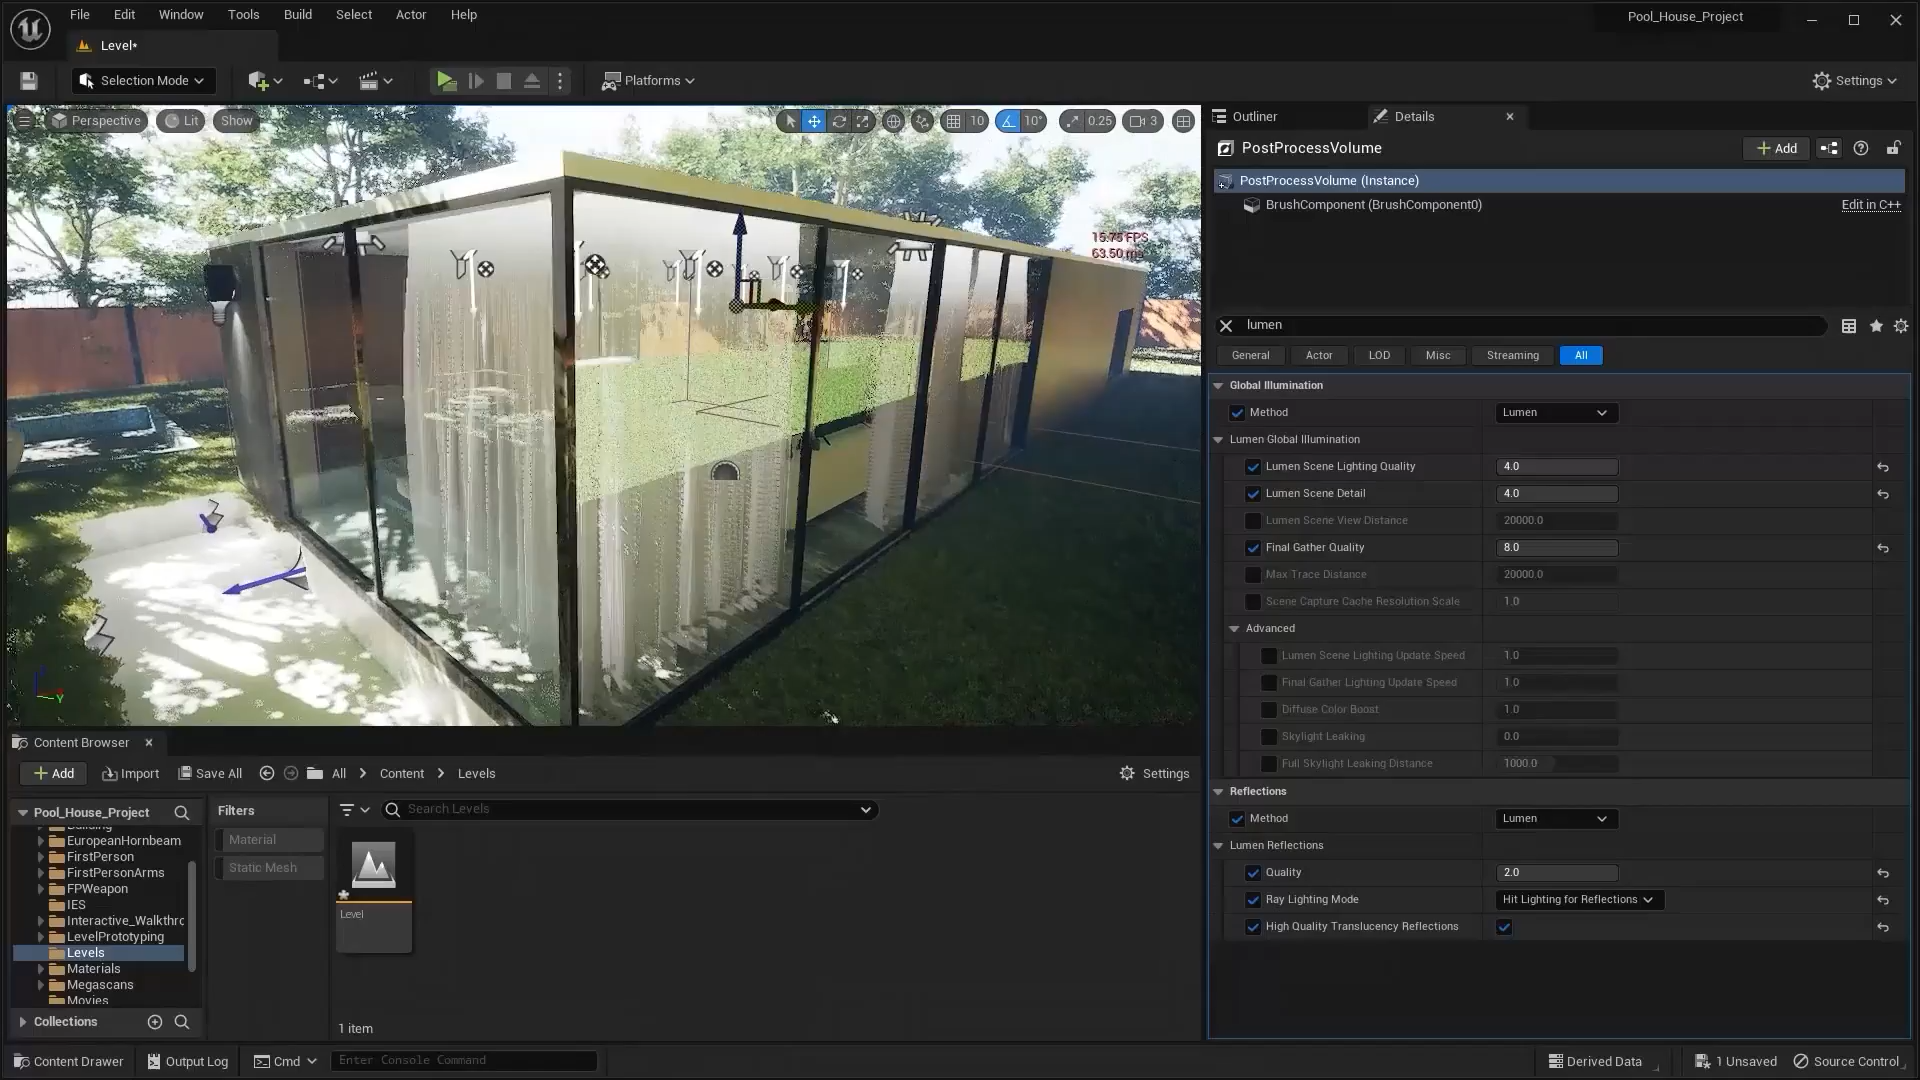 File Edit Window Tools Build Select Actor Help
Pool_House_Project
Level*
Selection Mode
Platforms
Settings
Perspective Lit Show
10 10° 0.25 3
15.75 FPS
63.50 ms
Outliner
Details
PostProcessVolume
Add
PostProcessVolume (Instance)
BrushComponent (BrushComponent0)
Edit in C++
lumen
General Actor LOD Misc Streaming All
Global Illumination
Method Lumen
Lumen Global Illumination
Lumen Scene Lighting Quality 4.0
Lumen Scene Detail 4.0
Lumen Scene View Distance 20000.0
Final Gather Quality 8.0
Max Trace Distance 20000.0
Scene Capture Cache Resolution Scale 1.0
Advanced
Lumen Scene Lighting Update Speed 1.0
Final Gather Lighting Update Speed 1.0
Diffuse Color Boost 1.0
Skylight Leaking 0.0
Full Skylight Leaking Distance 1000.0
Reflections
Method Lumen
Lumen Reflections
Quality 2.0
Ray Lighting Mode Hit Lighting for Reflections
High Quality Translucency Reflections
Y
Content Browser
Add Import Save All All Content Levels
Settings
Pool_House_Project
Building
EuropeanHornbeam
FirstPerson
FirstPersonArms
FPWeapon
IES
Interactive_Walkthrc
LevelPrototyping
Levels
Materials
Megascans
Movies
Collections
Filters
Material
Static Mesh
Search Levels
Level
1 item
Content Drawer
Output Log
Cmd
Enter Console Command
Derived Data
1 Unsaved
Source Control